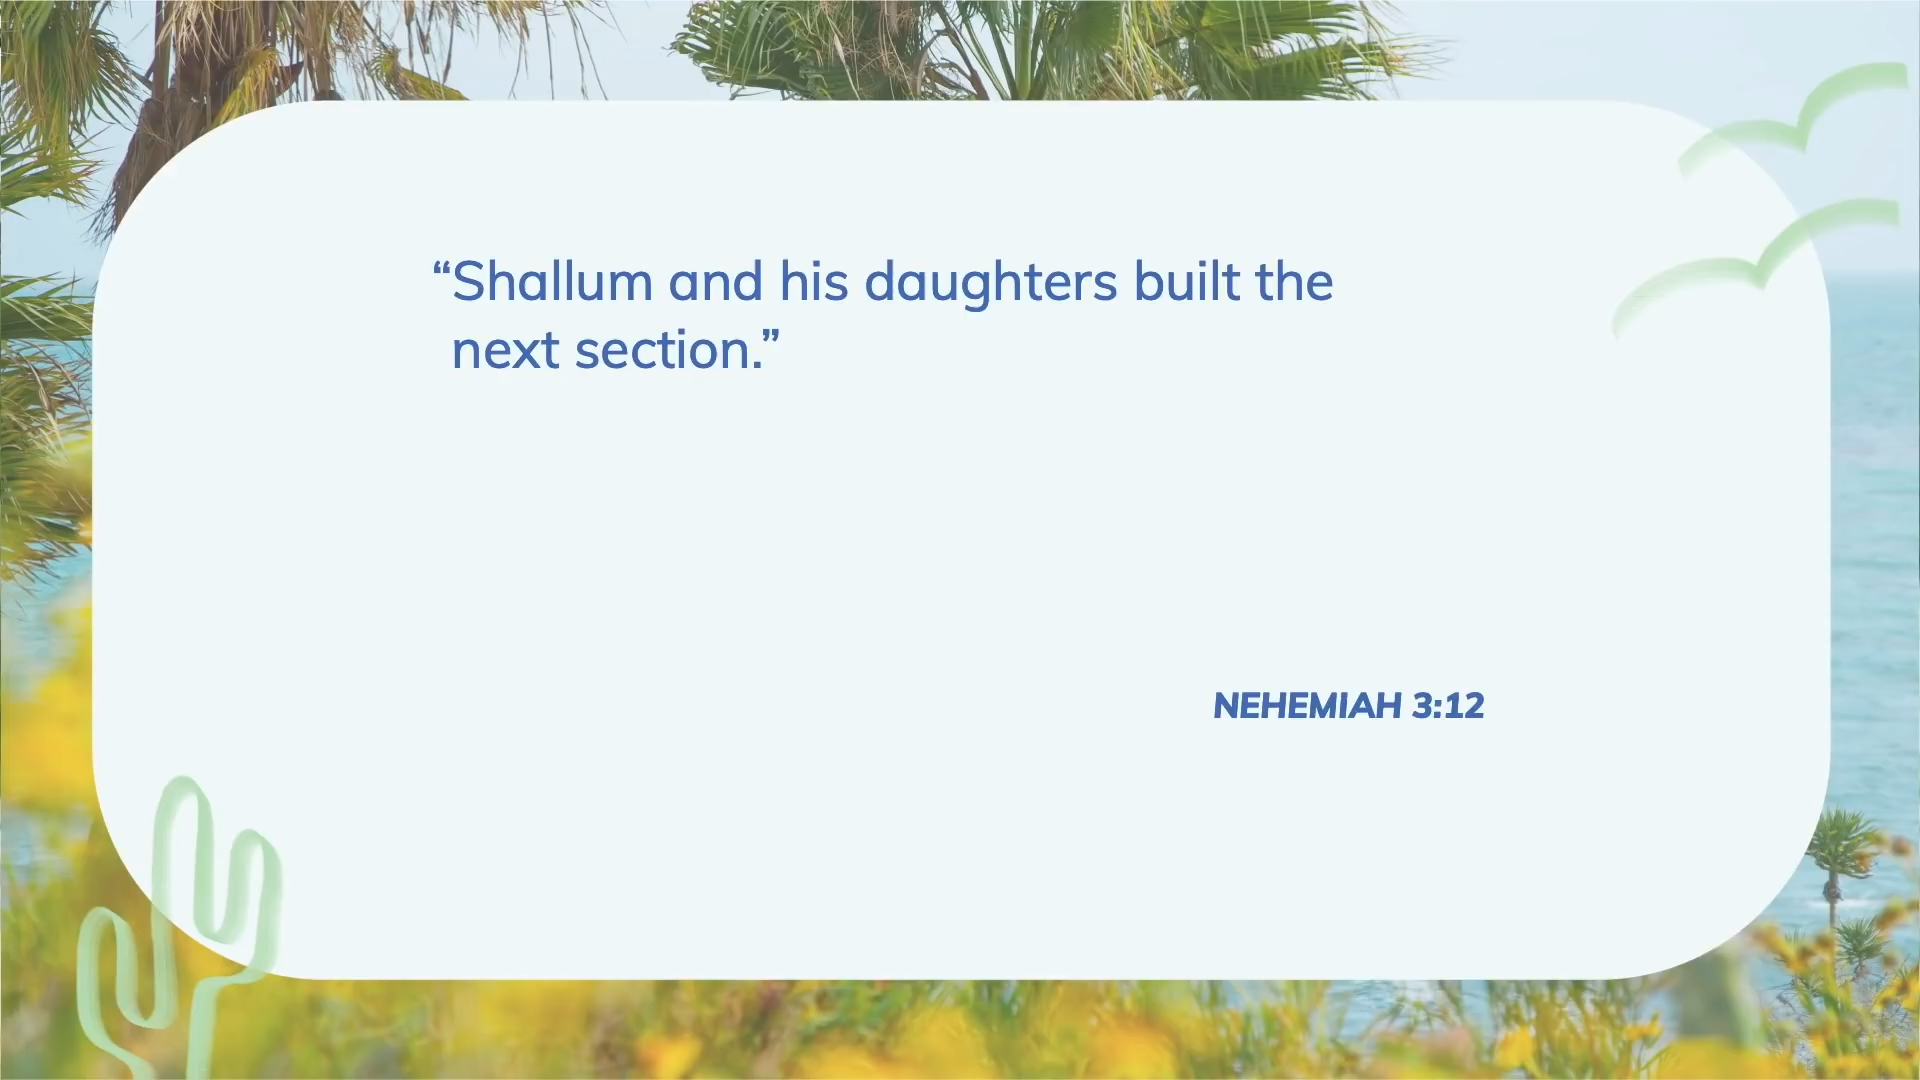 “Shallum and his daughters built the
next section.”
NEHEMIAH 3:12